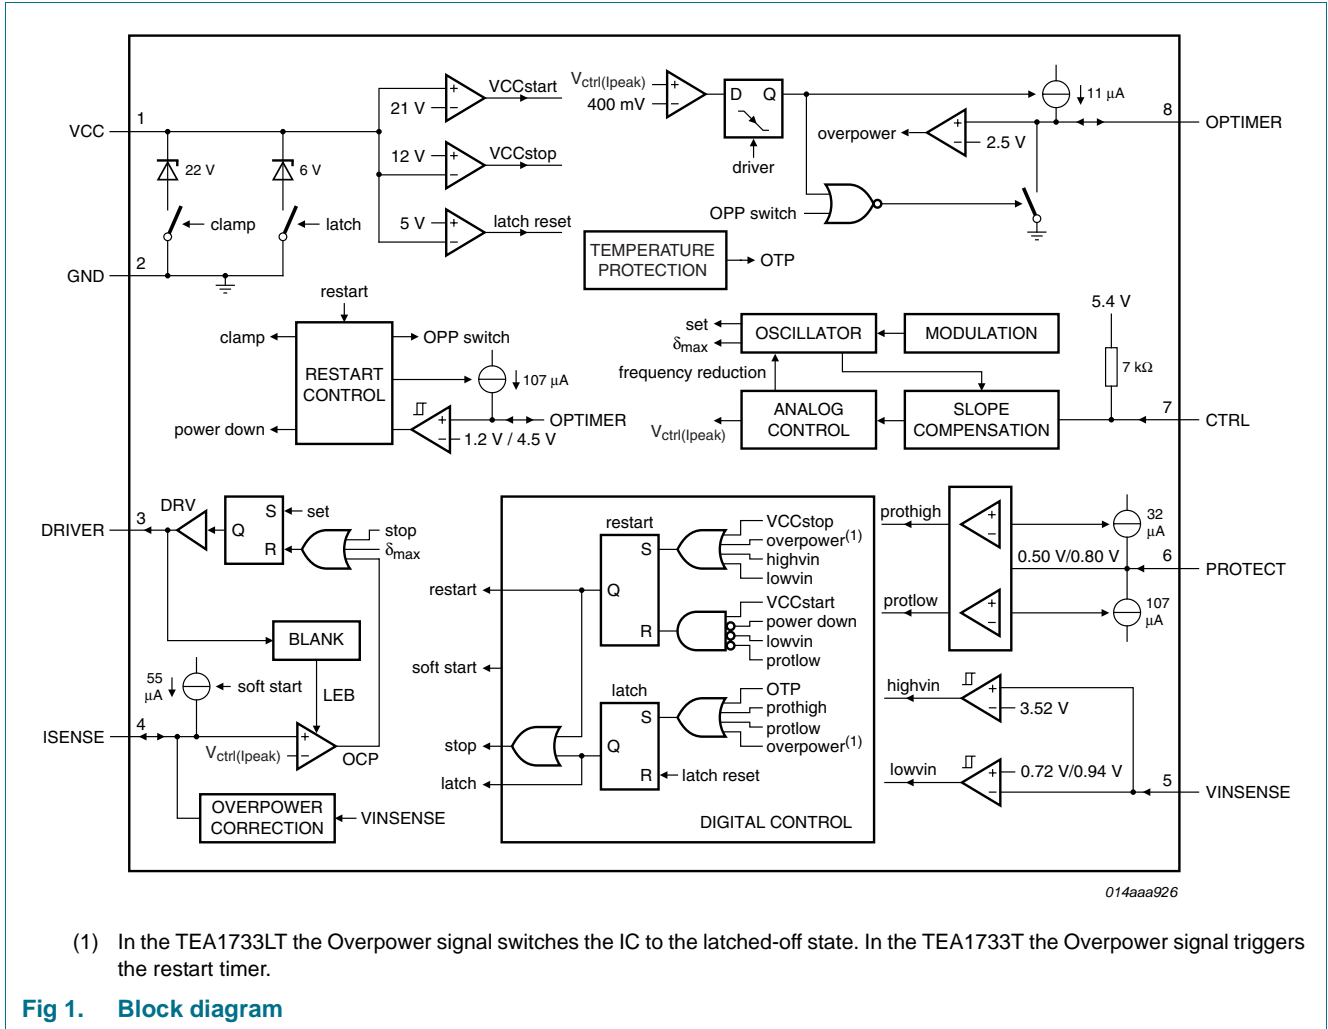 VCC
1
22 V
6 V
clamp
latch
GND
2
21 V
+
−
VCCstart
12 V
+
−
VCCstop
5 V
+
−
latch reset
Vctrl(Ipeak)
400 mV
+
−
D Q
driver
overpower
+
−
2.5 V
11 μA
8
OPTIMER
OPP switch
TEMPERATURE
PROTECTION
OTP
restart
clamp
RESTART
CONTROL
OPP switch
107 μA
power down
+
−
OPTIMER
1.2 V / 4.5 V
set
δmax
OSCILLATOR
MODULATION
frequency reduction
5.4 V
7 kΩ
Vctrl(Ipeak)
ANALOG
CONTROL
SLOPE
COMPENSATION
7
CTRL
DRIVER
3
DRV
Q
S
R
set
stop
δmax
BLANK
LEB
55
μA
soft start
ISENSE
4
Vctrl(Ipeak)
+
−
OCP
OVERPOWER
CORRECTION
VINSENSE
restart
soft start
stop
latch
restart
S
Q
R
VCCstop
overpower(1)
highvin
lowvin
VCCstart
power down
lowvin
protlow
latch
S
Q
R
OTP
prothigh
protlow
overpower(1)
latch reset
DIGITAL CONTROL
prothigh
+
−
protlow
+
−
32
μA
0.50 V/0.80 V
6
PROTECT
107
μA
highvin
+
−
3.52 V
lowvin
+
−
0.72 V/0.94 V
5
VINSENSE
014aaa926
(1) In the TEA1733LT the Overpower signal switches the IC to the latched-off state. In the TEA1733T the Overpower signal triggers
the restart timer.
Fig 1. Block diagram